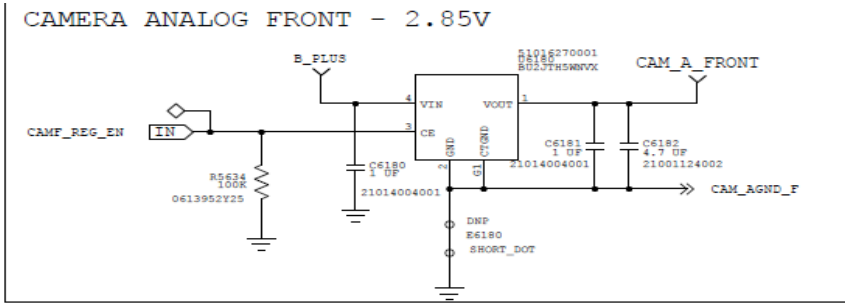 CAMERA ANALOG FRONT - 2.85V
B_PLUS
51016270001
U6180
BU2JTH5WNVX
CAM_A_FRONT
4
VIN
VOUT
1
CAMF_REG_EN
IN
3
CE
GND
CTGND
2
G1
R5634
100K
0613952Y25
C6180
1 UF
21014004001
C6181
1 UF
21014004001
C6182
4.7 UF
21001124002
CAM_AGND_F
DNP
E6180
SHORT_DOT